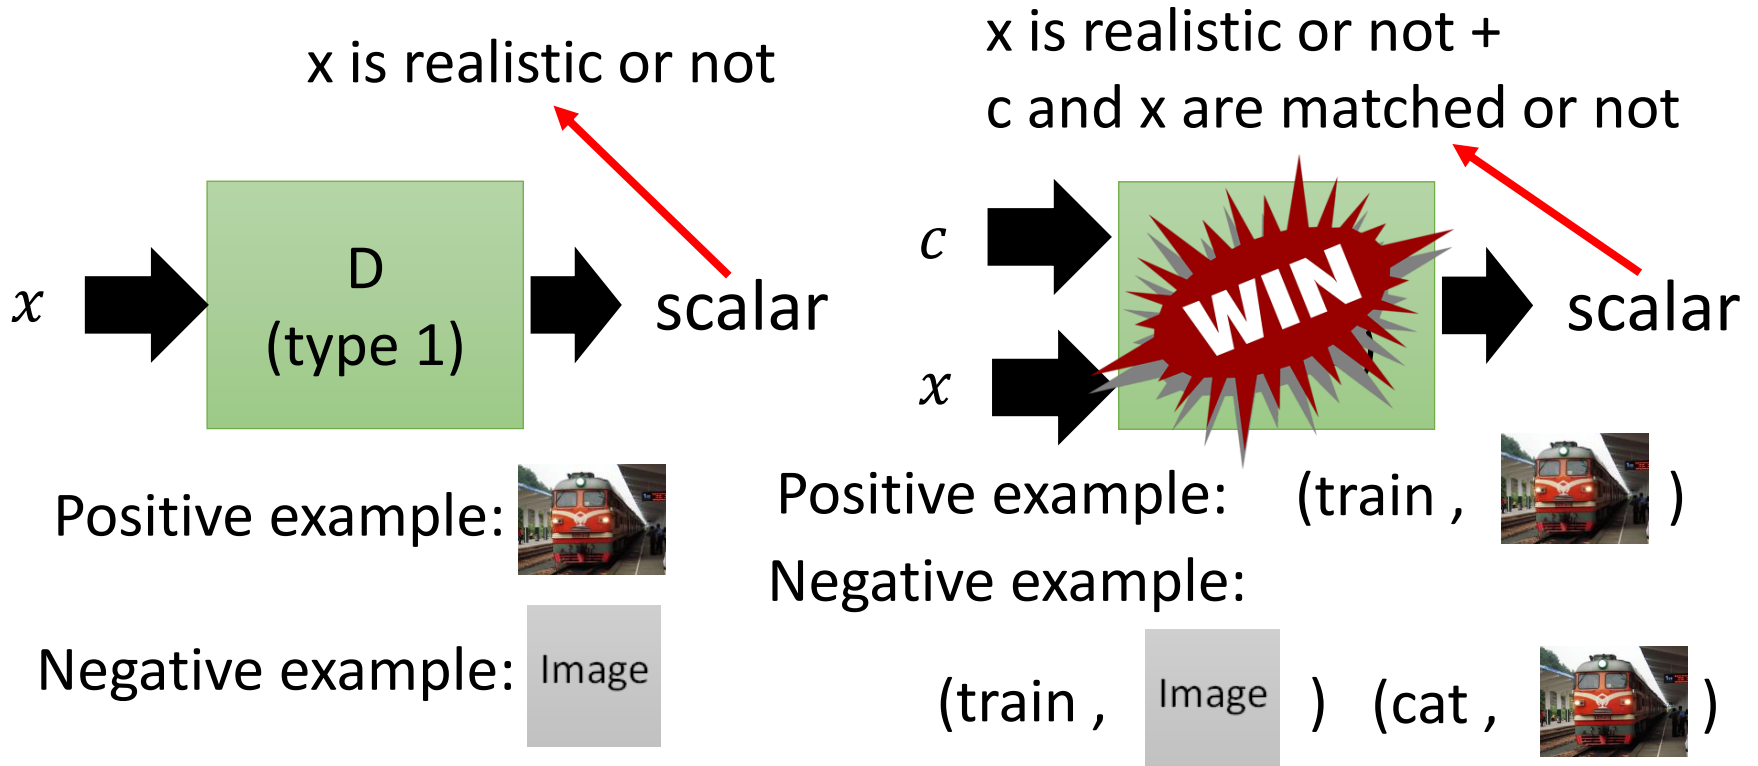 x is realistic or not
x
D
(type 1)
scalar
Positive example:
Negative example:
Image
x is realistic or not +
c and x are matched or not
c
x
WIN
scalar
Positive example: (train , )
Negative example:
(train , Image ) (cat , )